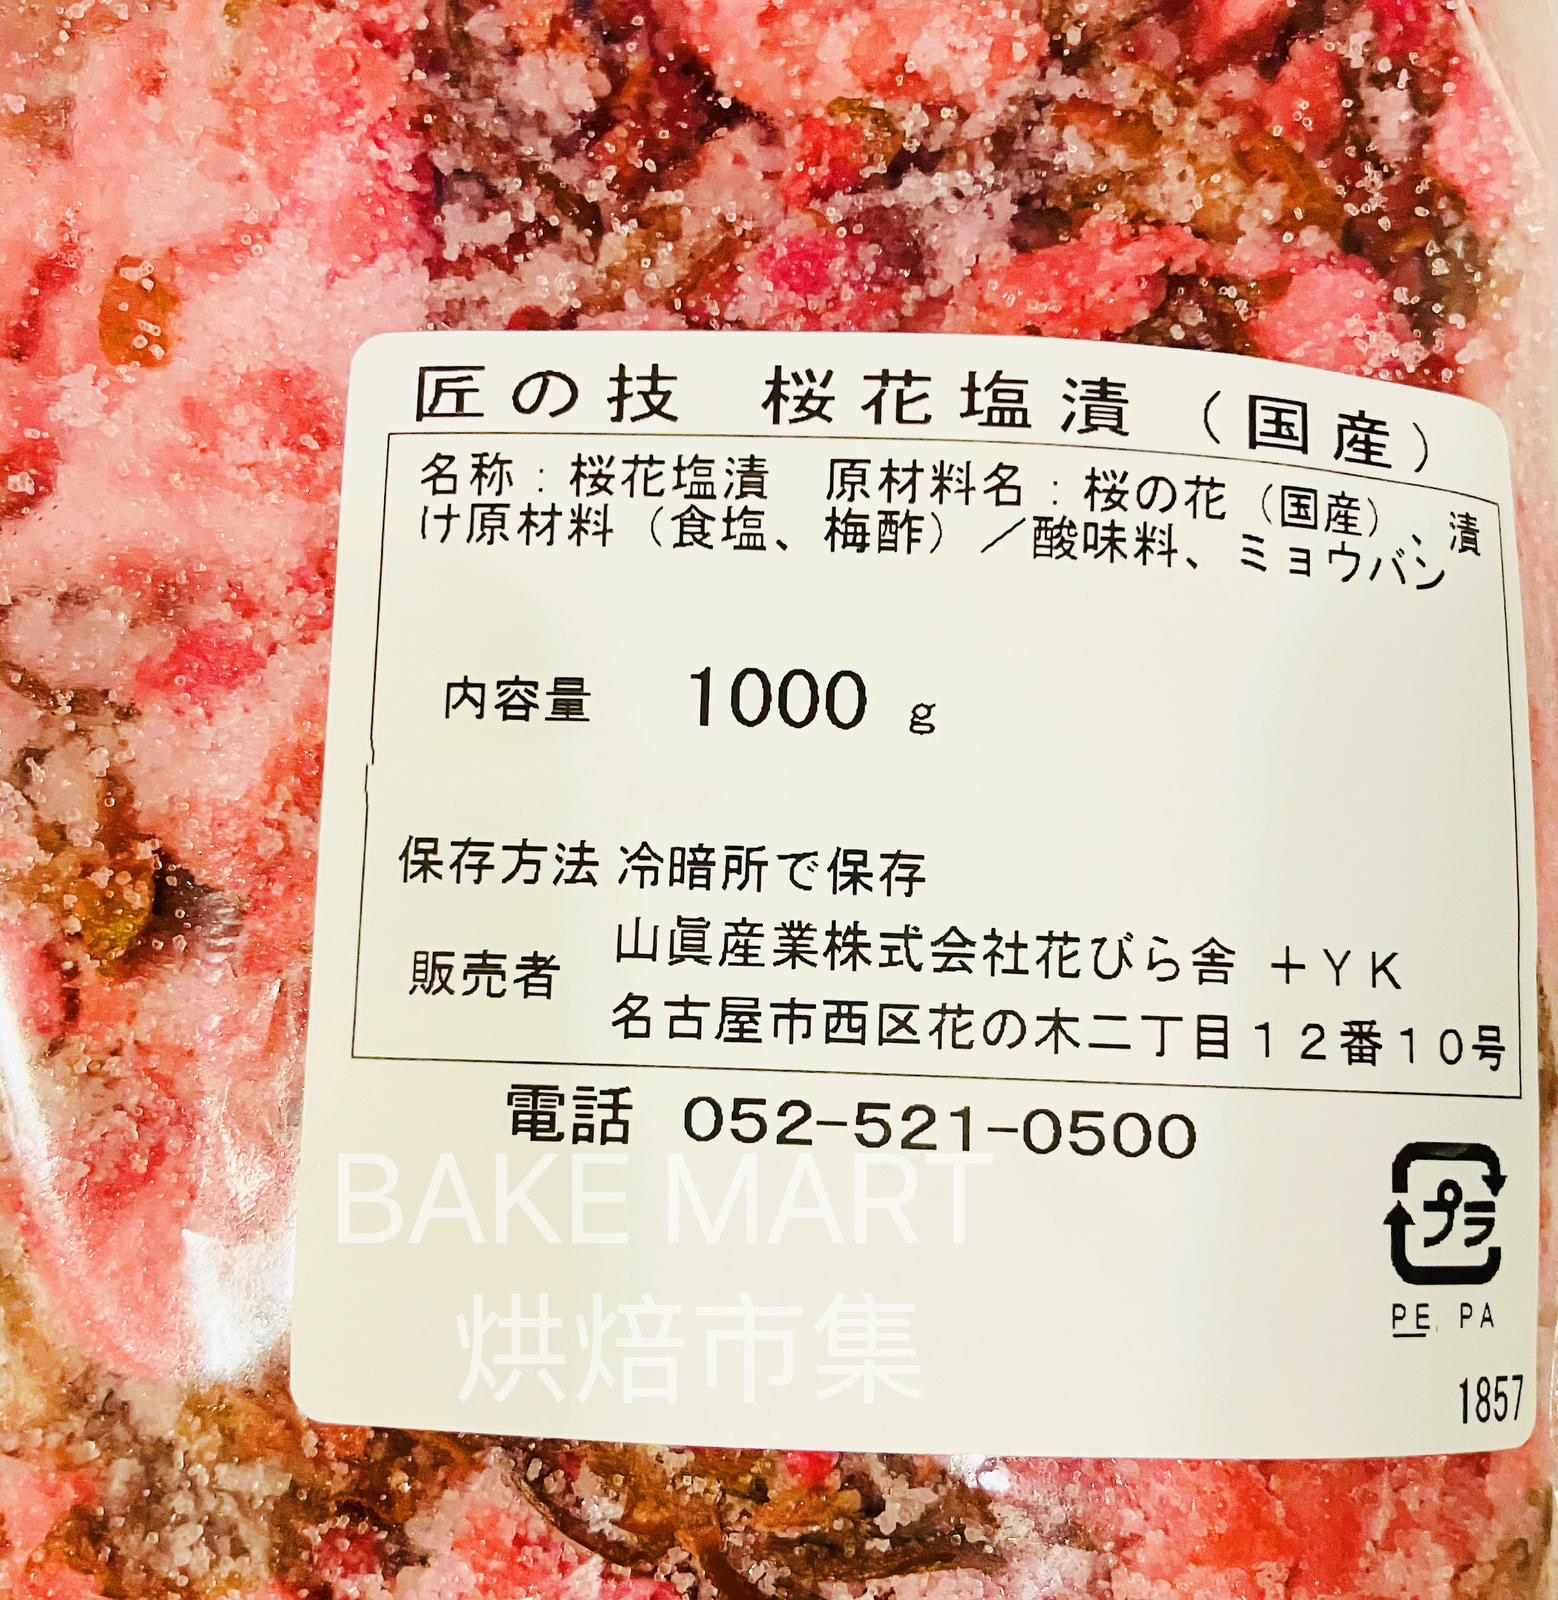 匠の技 桜花塩漬（国産）
名称：桜花塩漬　原材料名：桜の花（国産）、漬
け原材料（食塩、梅酢）／酸味料、ミョウバン
内容量 1000 g
保存方法 冷暗所で保存
販売者 山眞産業株式会社花びら舎 ＋ＹＫ
名古屋市西区花の木二丁目１２番１０号
電話 052-521-0500
BAKE MART
烘焙市集
プラ
PE, PA
1857